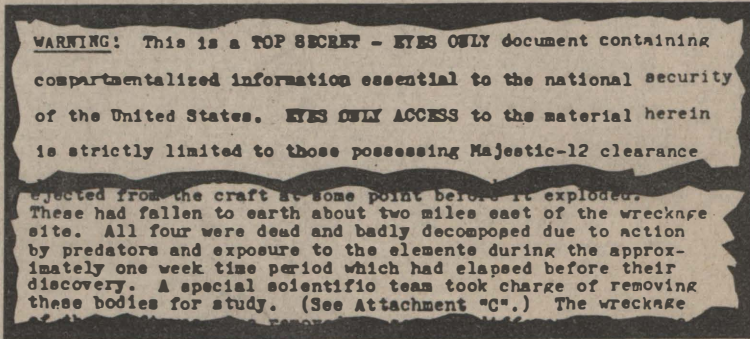 WARNING: This is a TOP SECRET - EYES ONLY document containing
compartmentalized information essential to the national security
of the United States. EYES ONLY ACCESS to the material herein
is strictly limited to those possessing Majestic-12 clearance
ejected from the craft at some point before it exploded.
These had fallen to earth about two miles east of the wreckage
site. All four were dead and badly decomposed due to action
by predators and exposure to the elements during the approx-
imately one week time period which had elapsed before their
discovery. A special scientific team took charge of removing
these bodies for study. (See Attachment "C".) The wreckage